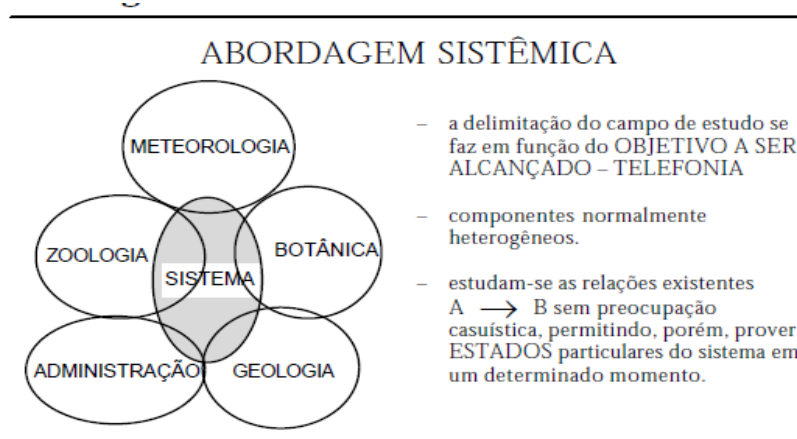 ABORDAGEM SISTÊMICA
METEOROLOGIA
ZOOLOGIA
BOTÂNICA
SISTEMA
ADMINISTRAÇÃO
GEOLOGIA
– a delimitação do campo de estudo se
faz em função do OBJETIVO A SER
ALCANÇADO – TELEFONIA
– componentes normalmente
heterogêneos.
– estudam-se as relações existentes
A → B sem preocupação
casuística, permitindo, porém, prover
ESTADOS particulares do sistema em
um determinado momento.